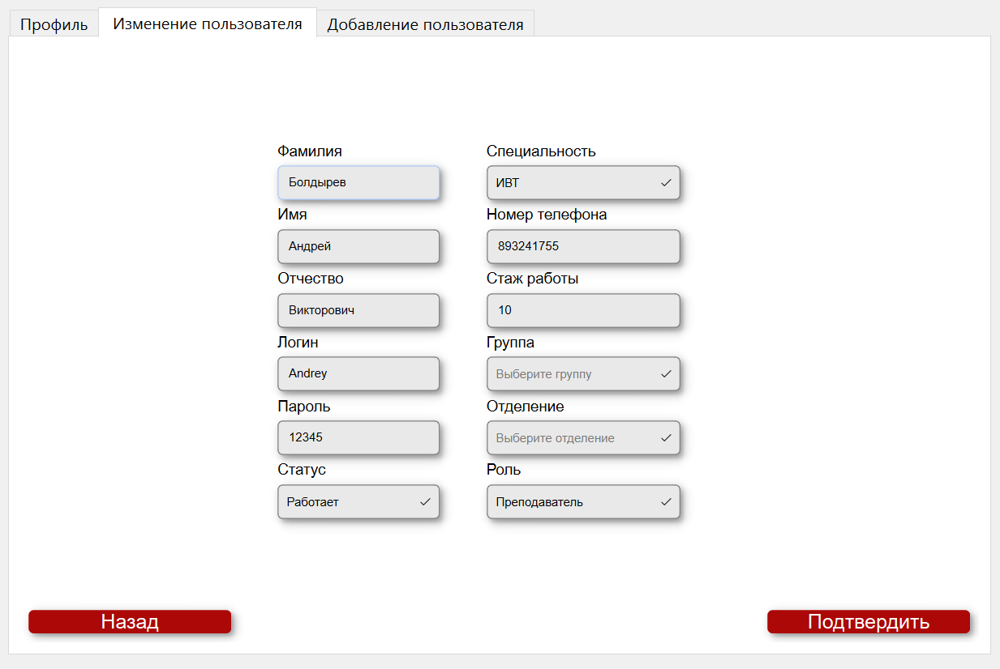 Профиль
Изменение пользователя
Добавление пользователя
Фамилия
Болдырев
Имя
Андрей
Отчество
Викторович
Логин
Andrey
Пароль
12345
Статус
Работает
Специальность
ИВТ
Номер телефона
893241755
Стаж работы
10
Группа
Выберите группу
Отделение
Выберите отделение
Роль
Преподаватель
Назад
Подтвердить